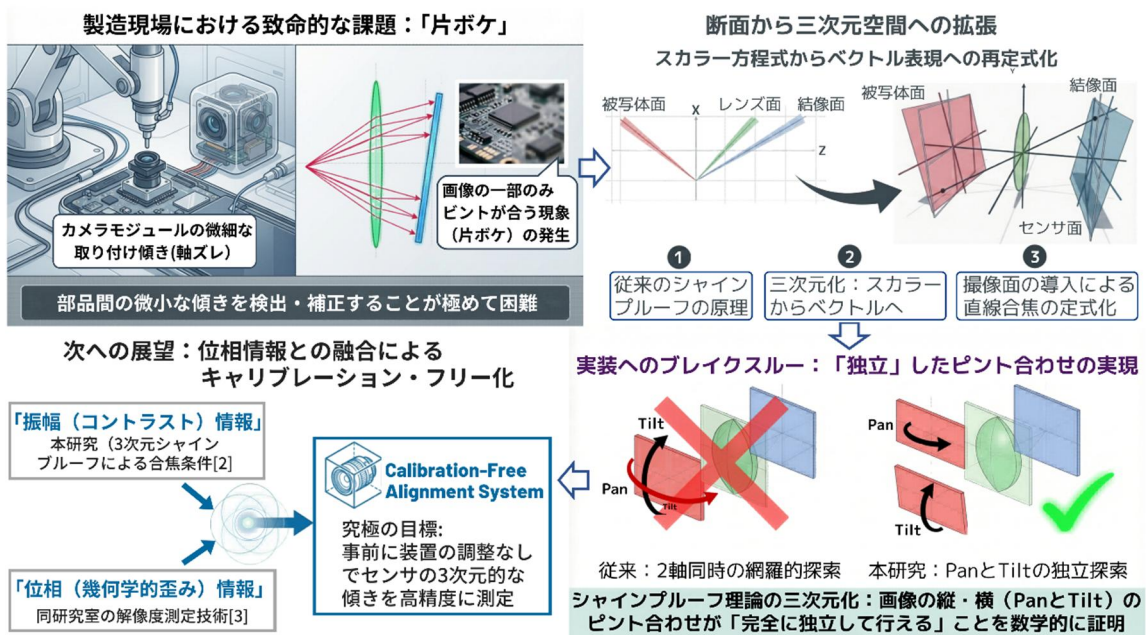 製造現場における致命的な課題：「片ボケ」
画像の一部のみ
ピントが合う現象
（片ボケ）の発生
カメラモジュールの微細な
取り付け傾き(軸ズレ)
部品間の微小な傾きを検出・補正することが極めて困難
断面から三次元空間への拡張
スカラー方程式からベクトル表現への再定式化
被写体面
レンズ面
結像面
X
Z
Y
被写体面
結像面
センサ面
1
従来のシャイン
プルーフの原理
2
三次元化：スカラー
からベクトルへ
3
撮像面の導入による
直線合焦の定式化
実装へのブレイクスルー：「独立」したピント合わせの実現
Tilt
Pan
Tilt
従来：2軸同時の網羅的探索
Pan
Tilt
本研究：PanとTiltの独立探索
シャインプルーフ理論の三次元化：画像の縦・横（PanとTilt）の
ピント合わせが「完全に独立して行える」ことを数学的に証明
次への展望：位相情報との融合による
キャリブレーション・フリー化
「振幅（コントラスト）情報」
本研究（3次元シャイン
プルーフによる合焦条件[2]
「位相（幾何学的歪み）情報」
同研究室の解像度測定技術[3]
Calibration-Free
Alignment System
究極の目標:
事前に装置の調整なし
でセンサの3次元的な
傾きを高精度に測定